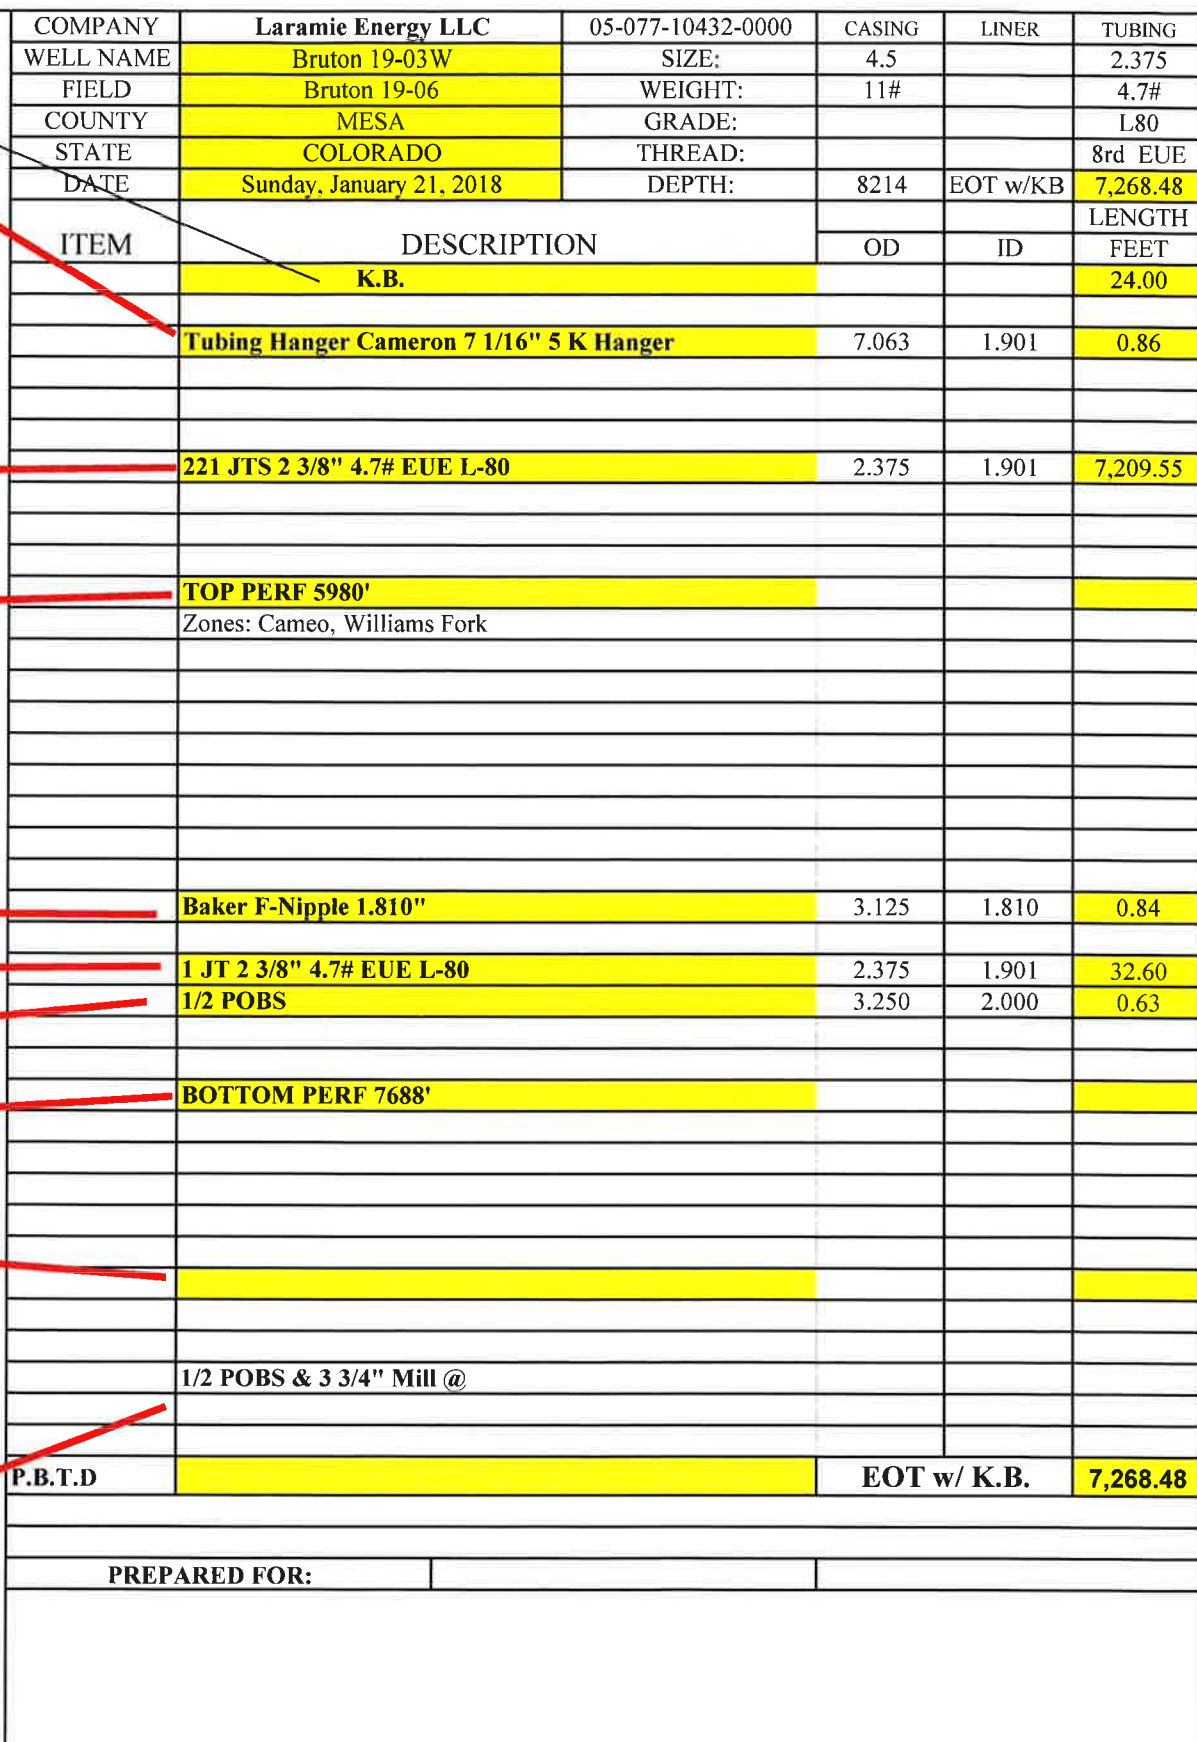 COMPANY Laramie Energy LLC 05-077-10432-0000 CASING LINER TUBING
WELL NAME Bruton 19-03W SIZE: 4.5 2.375
FIELD Bruton 19-06 WEIGHT: 11# 4.7#
COUNTY MESA GRADE: L80
STATE COLORADO THREAD: 8rd EUE
DATE Sunday, January 21, 2018 DEPTH: 8214 EOT w/KB 7,268.48
LENGTH
ITEM DESCRIPTION OD ID FEET
K.B. 24.00
Tubing Hanger Cameron 7 1/16" 5 K Hanger 7.063 1.901 0.86
221 JTS 2 3/8" 4.7# EUE L-80 2.375 1.901 7,209.55
TOP PERF 5980'
Zones: Cameo, Williams Fork
Baker F-Nipple 1.810" 3.125 1.810 0.84
1 JT 2 3/8" 4.7# EUE L-80 2.375 1.901 32.60
1/2 POBS 3.250 2.000 0.63
BOTTOM PERF 7688'
1/2 POBS & 3 3/4" Mill @
P.B.T.D EOT w/ K.B. 7,268.48
PREPARED FOR: